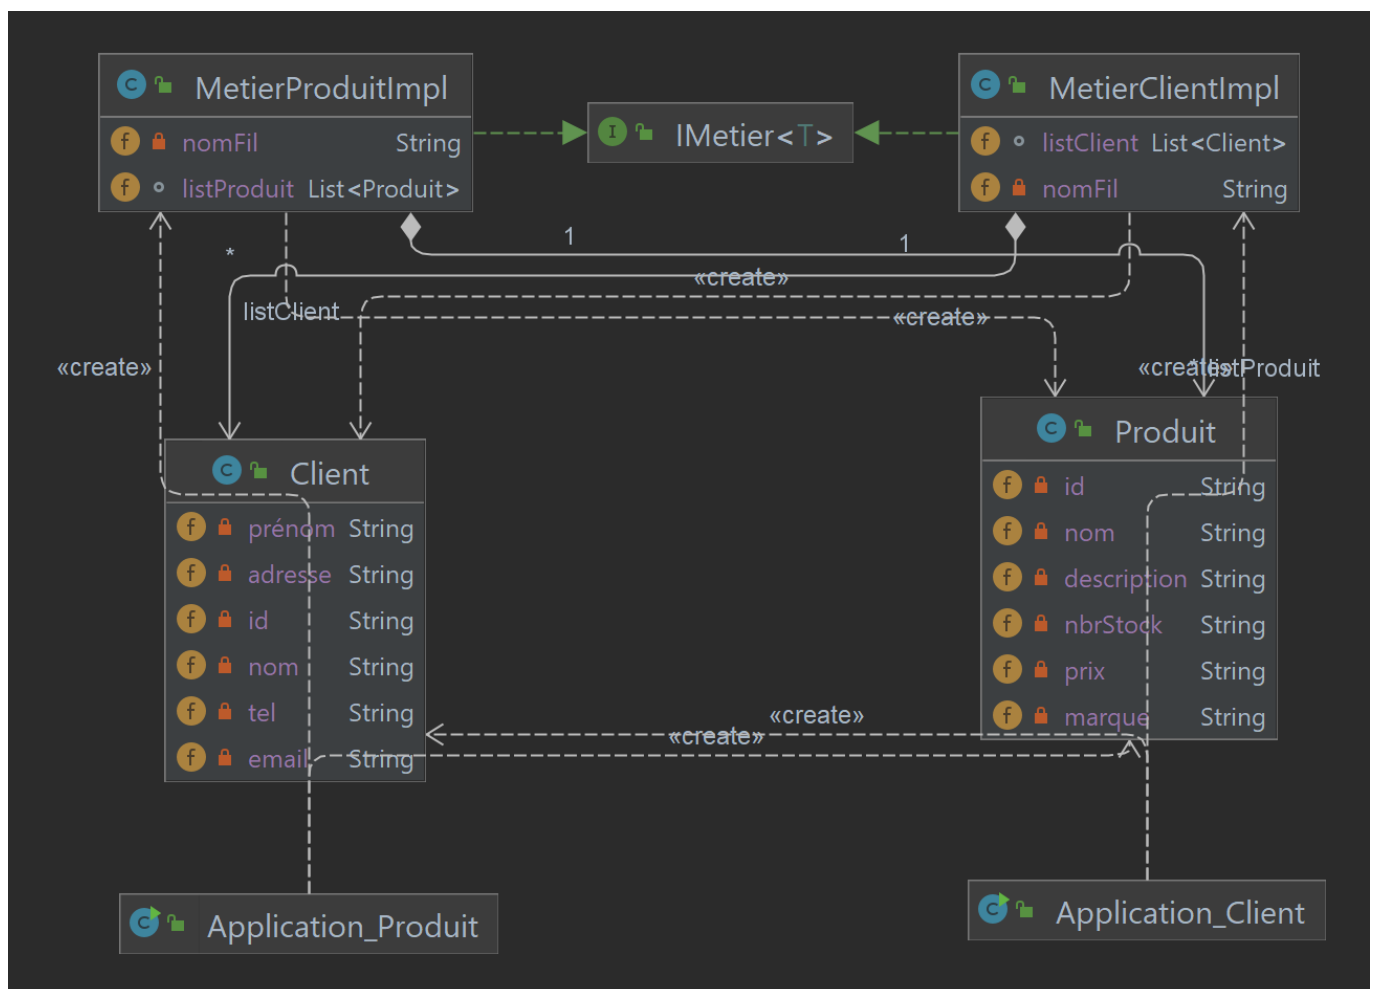 MetierProduitImpl
nomFil String
listProduit List<Produit>
IMetier<T>
MetierClientImpl
listClient List<Client>
nomFil String
1
1
*
«create»
listClient
«create»
«create»
«create»
*listProduit
Client
prénom String
adresse String
id String
nom String
tel String
email String
Produit
id String
nom String
description String
nbrStock String
prix String
marque String
«create»
«create»
Application_Produit
Application_Client